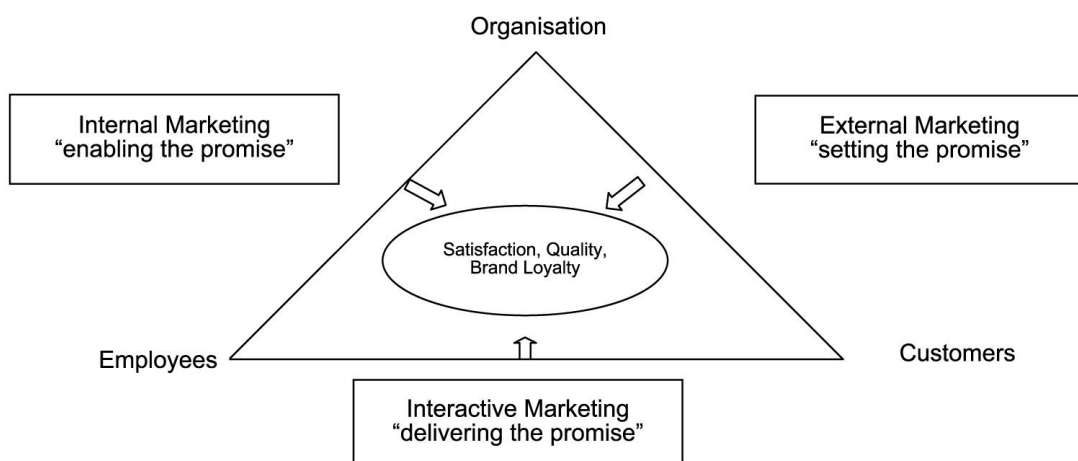 Organisation
Internal Marketing
“enabling the promise”
External Marketing
“setting the promise”
Satisfaction, Quality,
Brand Loyalty
Employees
Customers
Interactive Marketing
“delivering the promise”